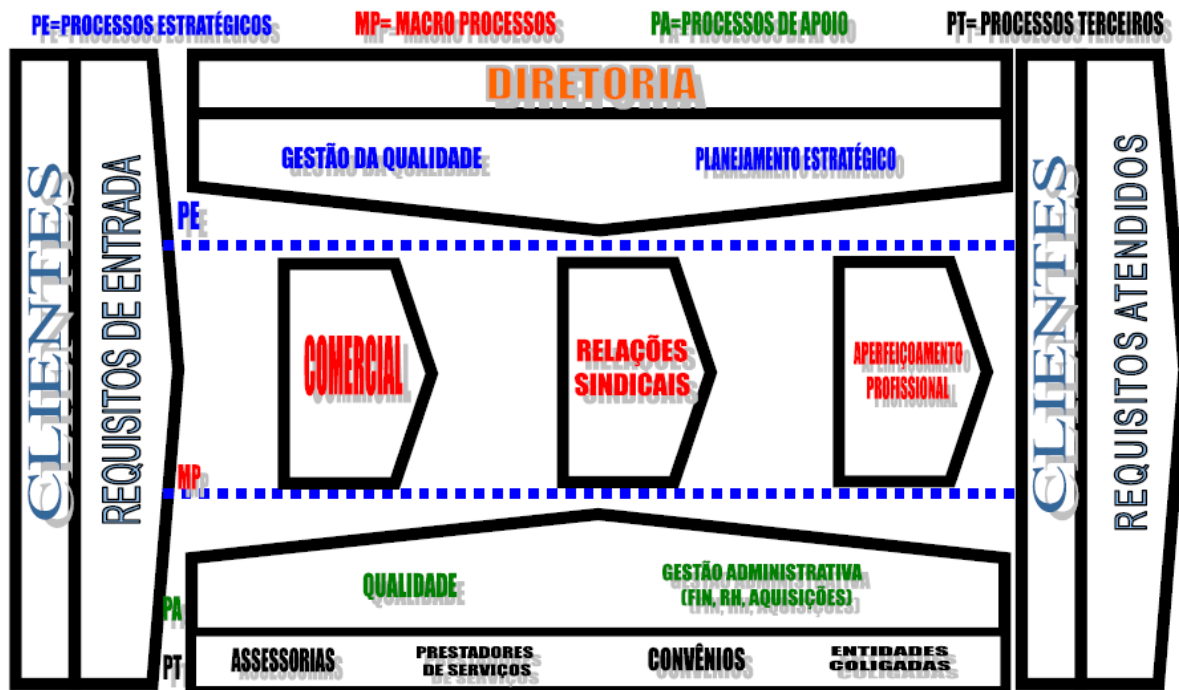 PE=PROCESSOS ESTRATÉGICOS
MP= MACRO PROCESSOS
PA=PROCESSOS DE APOIO
PT= PROCESSOS TERCEIROS
CLIENTES
REQUISITOS DE ENTRADA
DIRETORIA
GESTÃO DA QUALIDADE
PLANEJAMENTO ESTRATÉGICO
PE
COMERCIAL
RELAÇÕES
SINDICAIS
APERFEIÇOAMENTO
PROFISSIONAL
MP
QUALIDADE
GESTÃO ADMINISTRATIVA
(FIN, RH, AQUISIÇÕES)
PA
PT
ASSESSORIAS
PRESTADORES
DE SERVIÇOS
CONVÊNIOS
ENTIDADES
COLIGADAS
CLIENTES
REQUISITOS ATENDIDOS